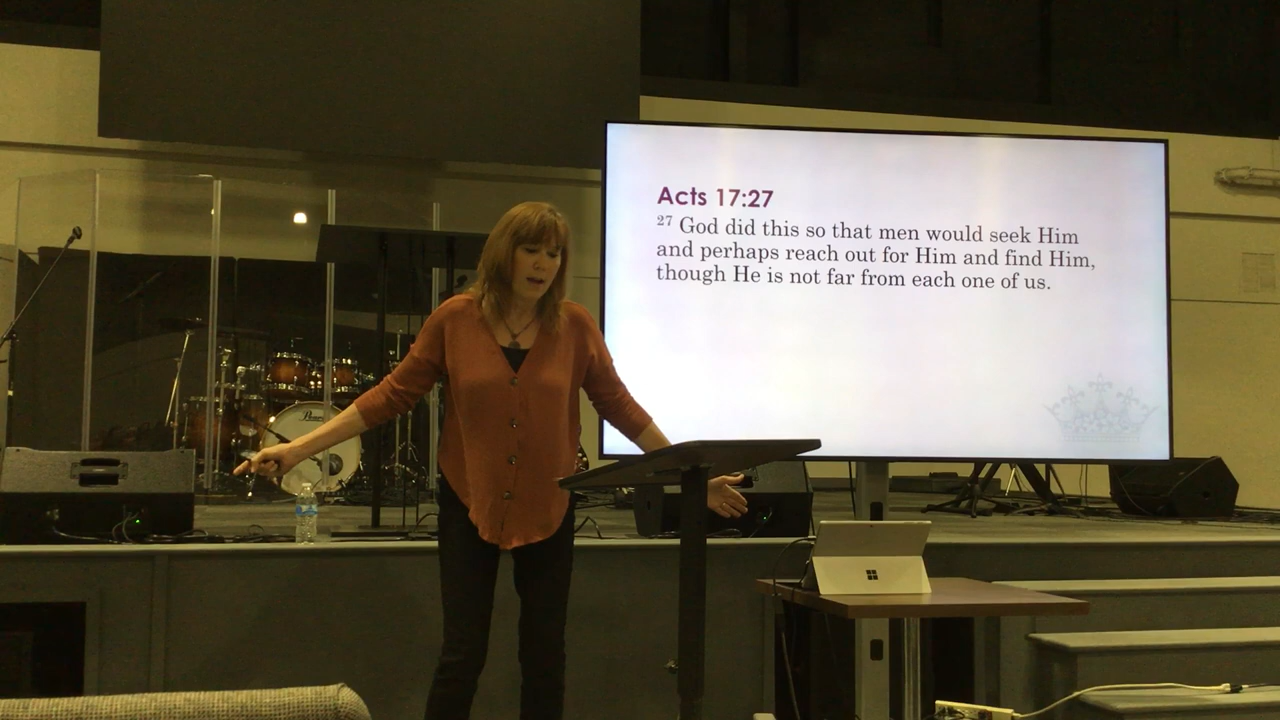 Acts 17:27
27 God did this so that men would seek Him
and perhaps reach out for Him and find Him,
though He is not far from each one of us.
Pearl